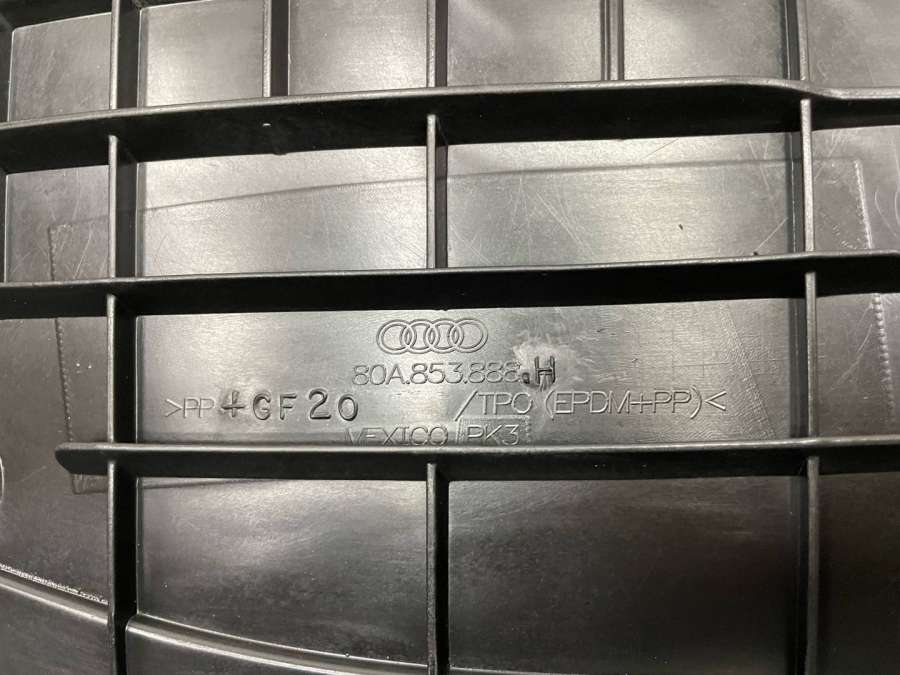 80A.853.888.H
>PP+GF20 /TPO (EPDM+PP)<
MEXICO PK3